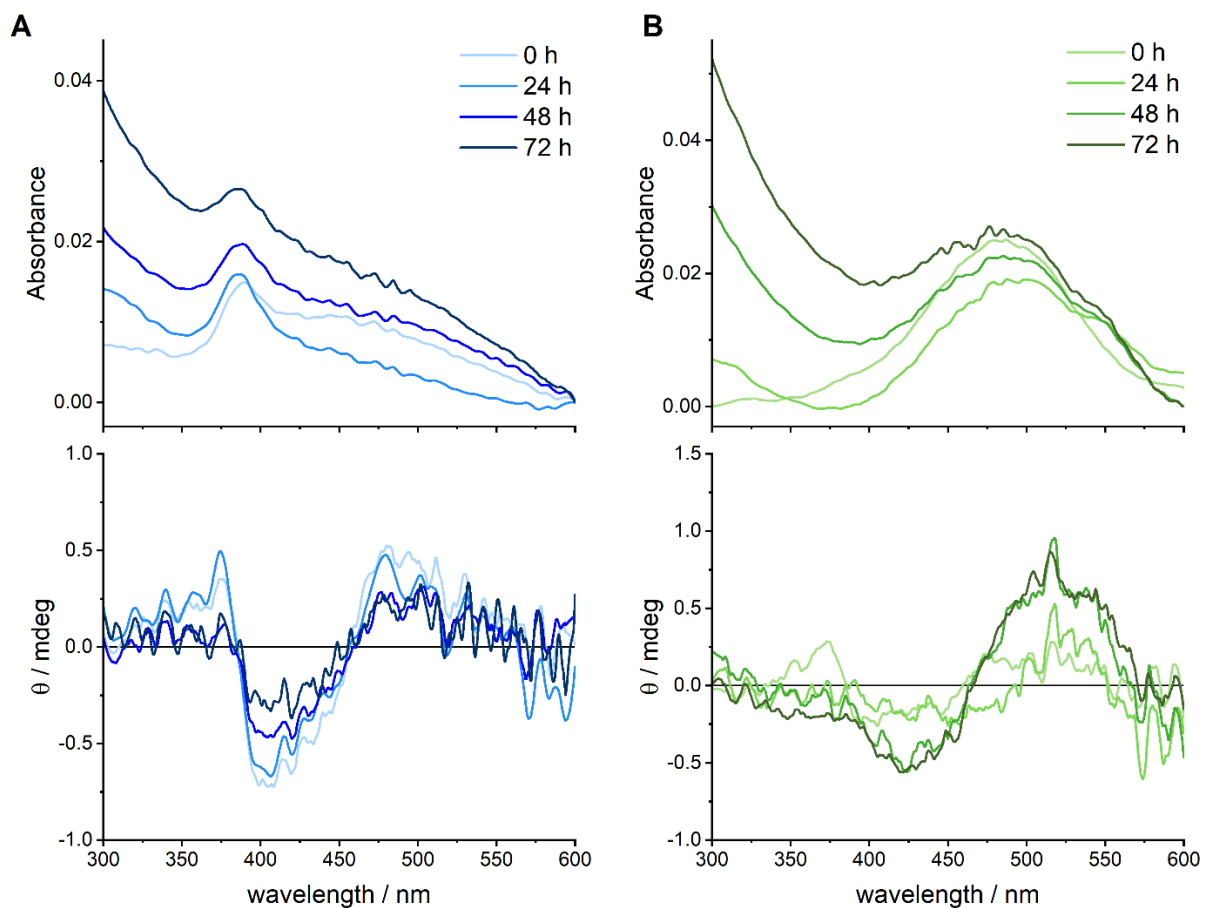 A
0 h
24 h
48 h
72 h
0.04
0.02
0.00
Absorbance
1.0
0.5
0.0
-0.5
-1.0
θ / mdeg
300 350 400 450 500 550 600
wavelength / nm
B
0 h
24 h
48 h
72 h
0.04
0.02
0.00
Absorbance
1.5
1.0
0.5
0.0
-0.5
-1.0
θ / mdeg
300 350 400 450 500 550 600
wavelength / nm